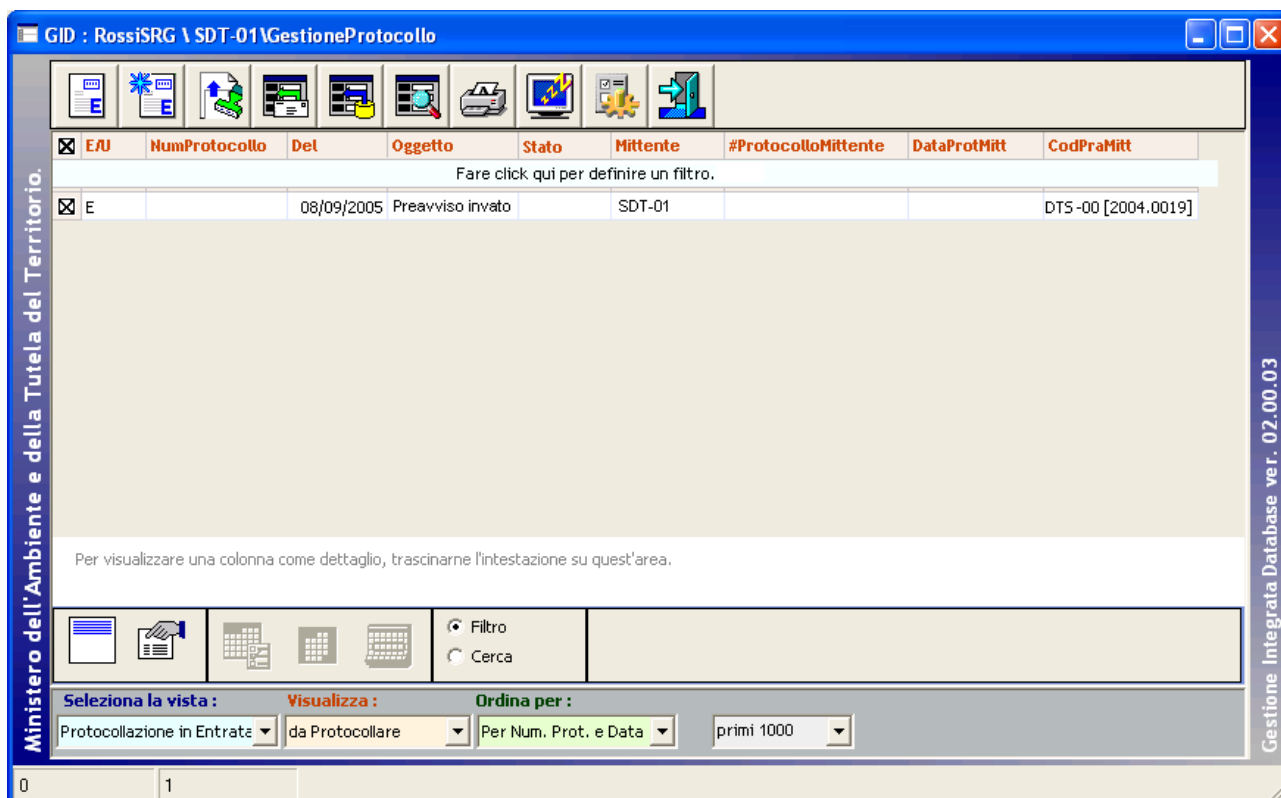 GID : RossiSRG \ SDT-01\GestioneProtocollo
E E
E/U NumProtocollo Del Oggetto Stato Mittente #ProtocolloMittente DataProtMitt CodPraMitt
Fare click qui per definire un filtro.
E 08/09/2005 Preavviso invato SDT-01 DTS-00 [2004.0019]
Per visualizzare una colonna come dettaglio, trascinarne l'intestazione su quest'area.
Filtro
Cerca
Seleziona la vista : Visualizza : Ordina per :
Protocollazione in Entrata da Protocollare Per Num. Prot. e Data primi 1000
0 1
Ministero dell'Ambiente e della Tutela del Territorio.
Gestione Integrata Database ver. 02.00.03